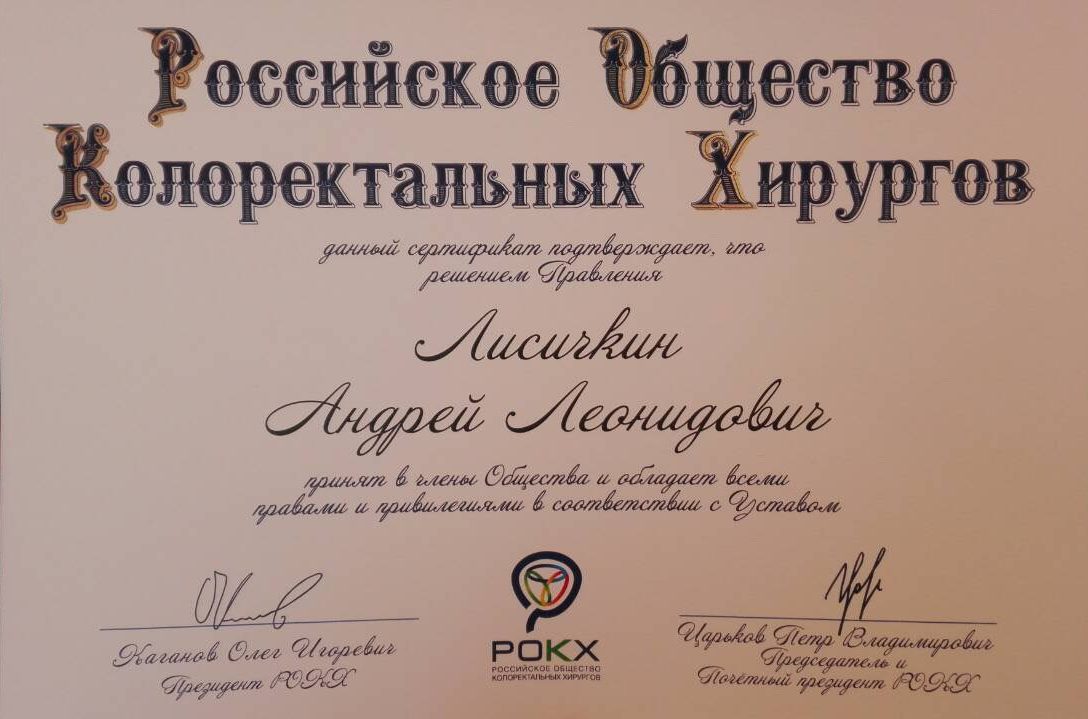 Российское Общество
Колоректальных Хирургов
данный сертификат подтверждает, что
решением Правления
Лисичкин
Андрей Леонидович
принят в члены Общества и обладает всеми
правами и привилегиями в соответствии с Уставом
Каганов Олег Игоревич
Президент РОКХ
РОКХ
РОССИЙСКОЕ ОБЩЕСТВО
КОЛОРЕКТАЛЬНЫХ ХИРУРГОВ
Царьков Петр Владимирович
Председатель и
Почётный президент РОКХ